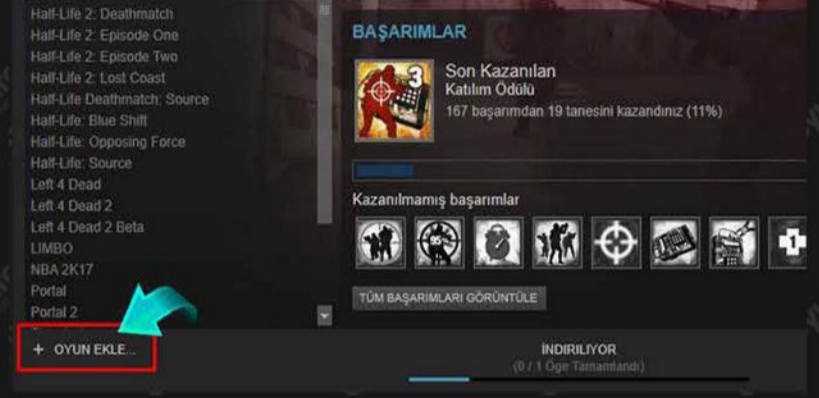 Half-Life 2: Deathmatch
Half-Life 2: Episode One
Half-Life 2: Episode Two
Half-Life 2: Lost Coast
Half-Life Deathmatch: Source
Half-Life: Blue Shift
Half-Life: Opposing Force
Half-Life: Source
Left 4 Dead
Left 4 Dead 2
Left 4 Dead 2 Beta
LIMBO
NBA 2K17
Portal
Portal 2
+ OYUN EKLE...
BAŞARIMLAR
3
Son Kazanılan
Katılım Ödülü
167 başarımdan 19 tanesini kazandınız (11%)
Kazanılmamış başarımlar
1
TÜM BAŞARIMLARI GÖRÜNTÜLE
İNDIRILIYOR
(0 / 1 Öge Tamamlandı)